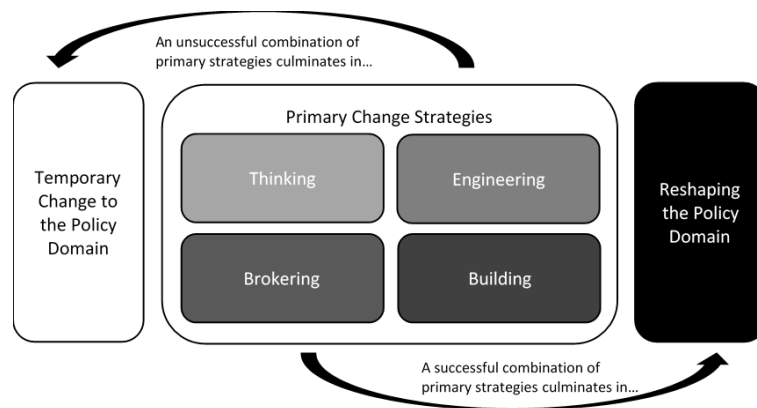 An unsuccessful combination of
primary strategies culminates in…
Primary Change Strategies
Thinking
Engineering
Temporary
Change to
the Policy
Domain
Reshaping
the Policy
Domain
Brokering
Building
A successful combination of
primary strategies culminates in…